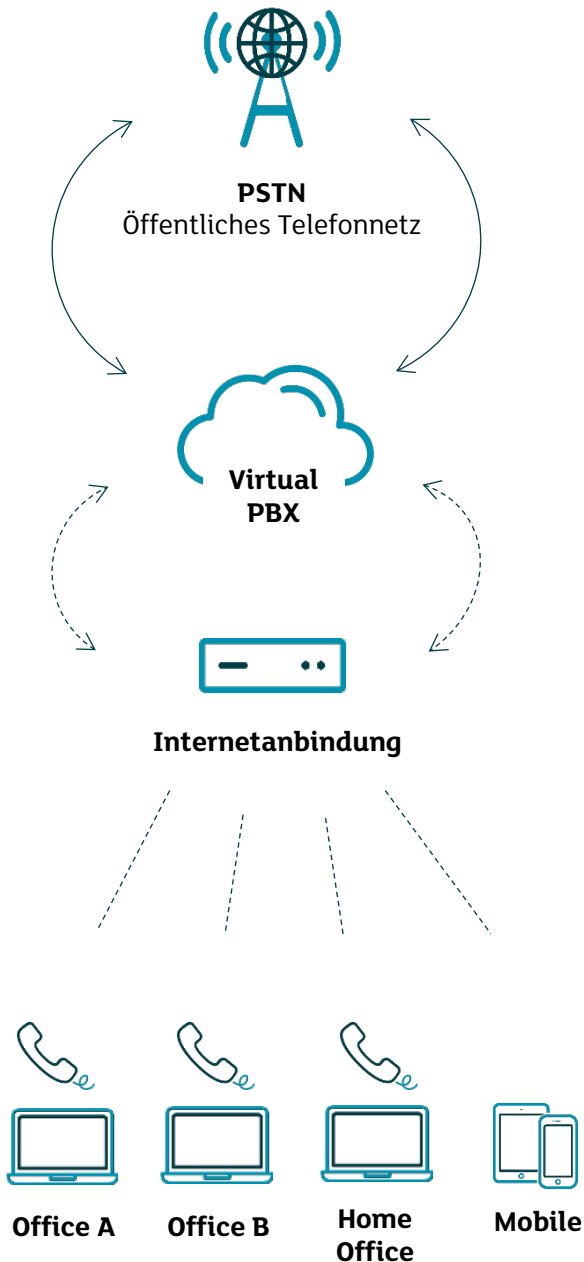 PSTN
Öffentliches Telefonnetz
Virtual
PBX
Internetanbindung
Office A
Office B
Home
Office
Mobile